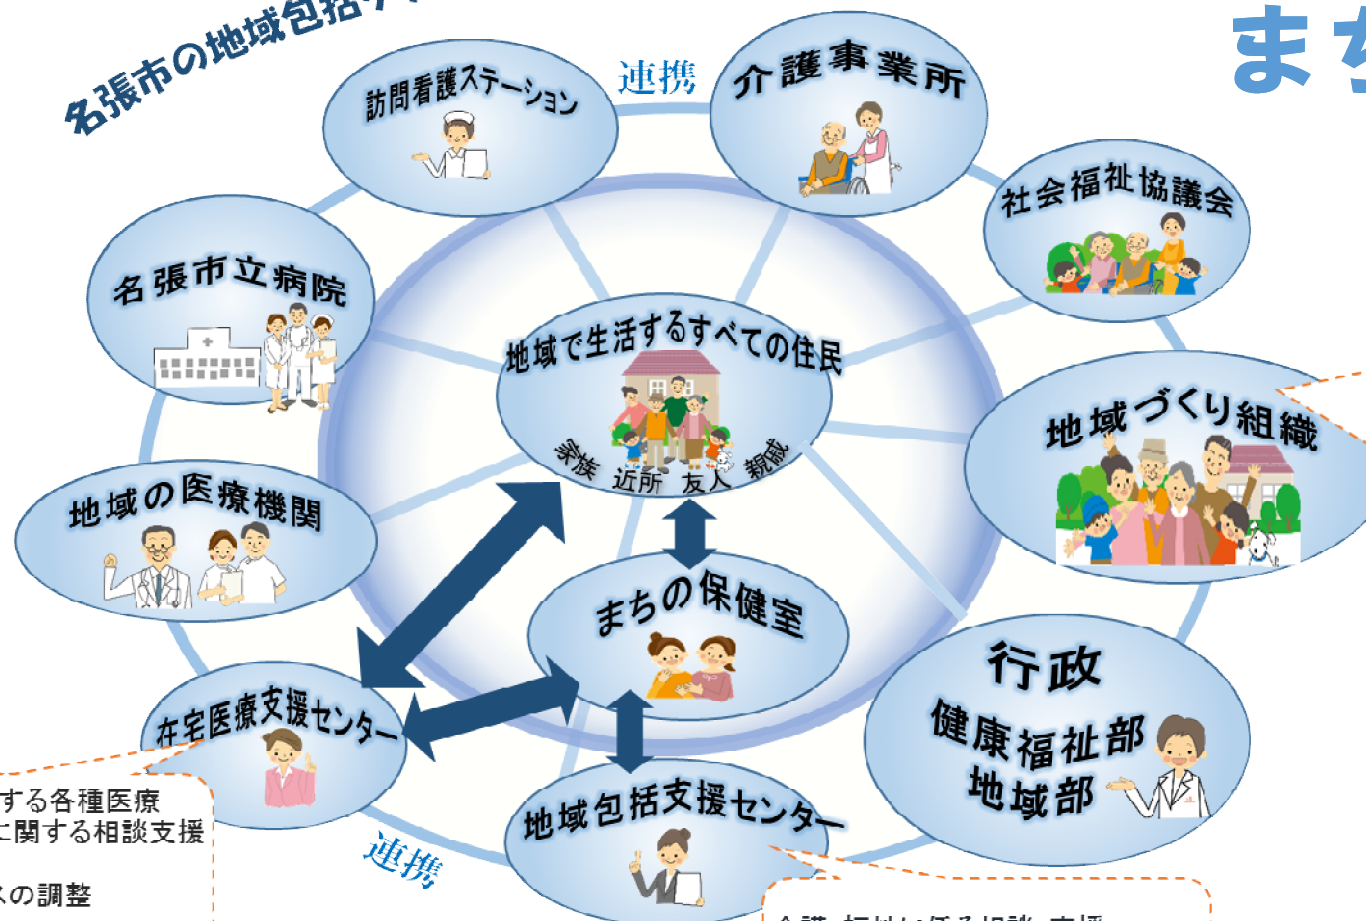 名張市の地域包括
まち
連携
訪問看護ステーション
介護事業所
社会福祉協議会
名張市立病院
地域で生活するすべての住民
家族 近所 友人 親戚
地域づくり組織
地域の医療機関
まちの保健室
行政
健康福祉部
地域部
在宅医療支援センター
地域包括支援センター
連携
する各種医療
に関する相談支援
スの調整